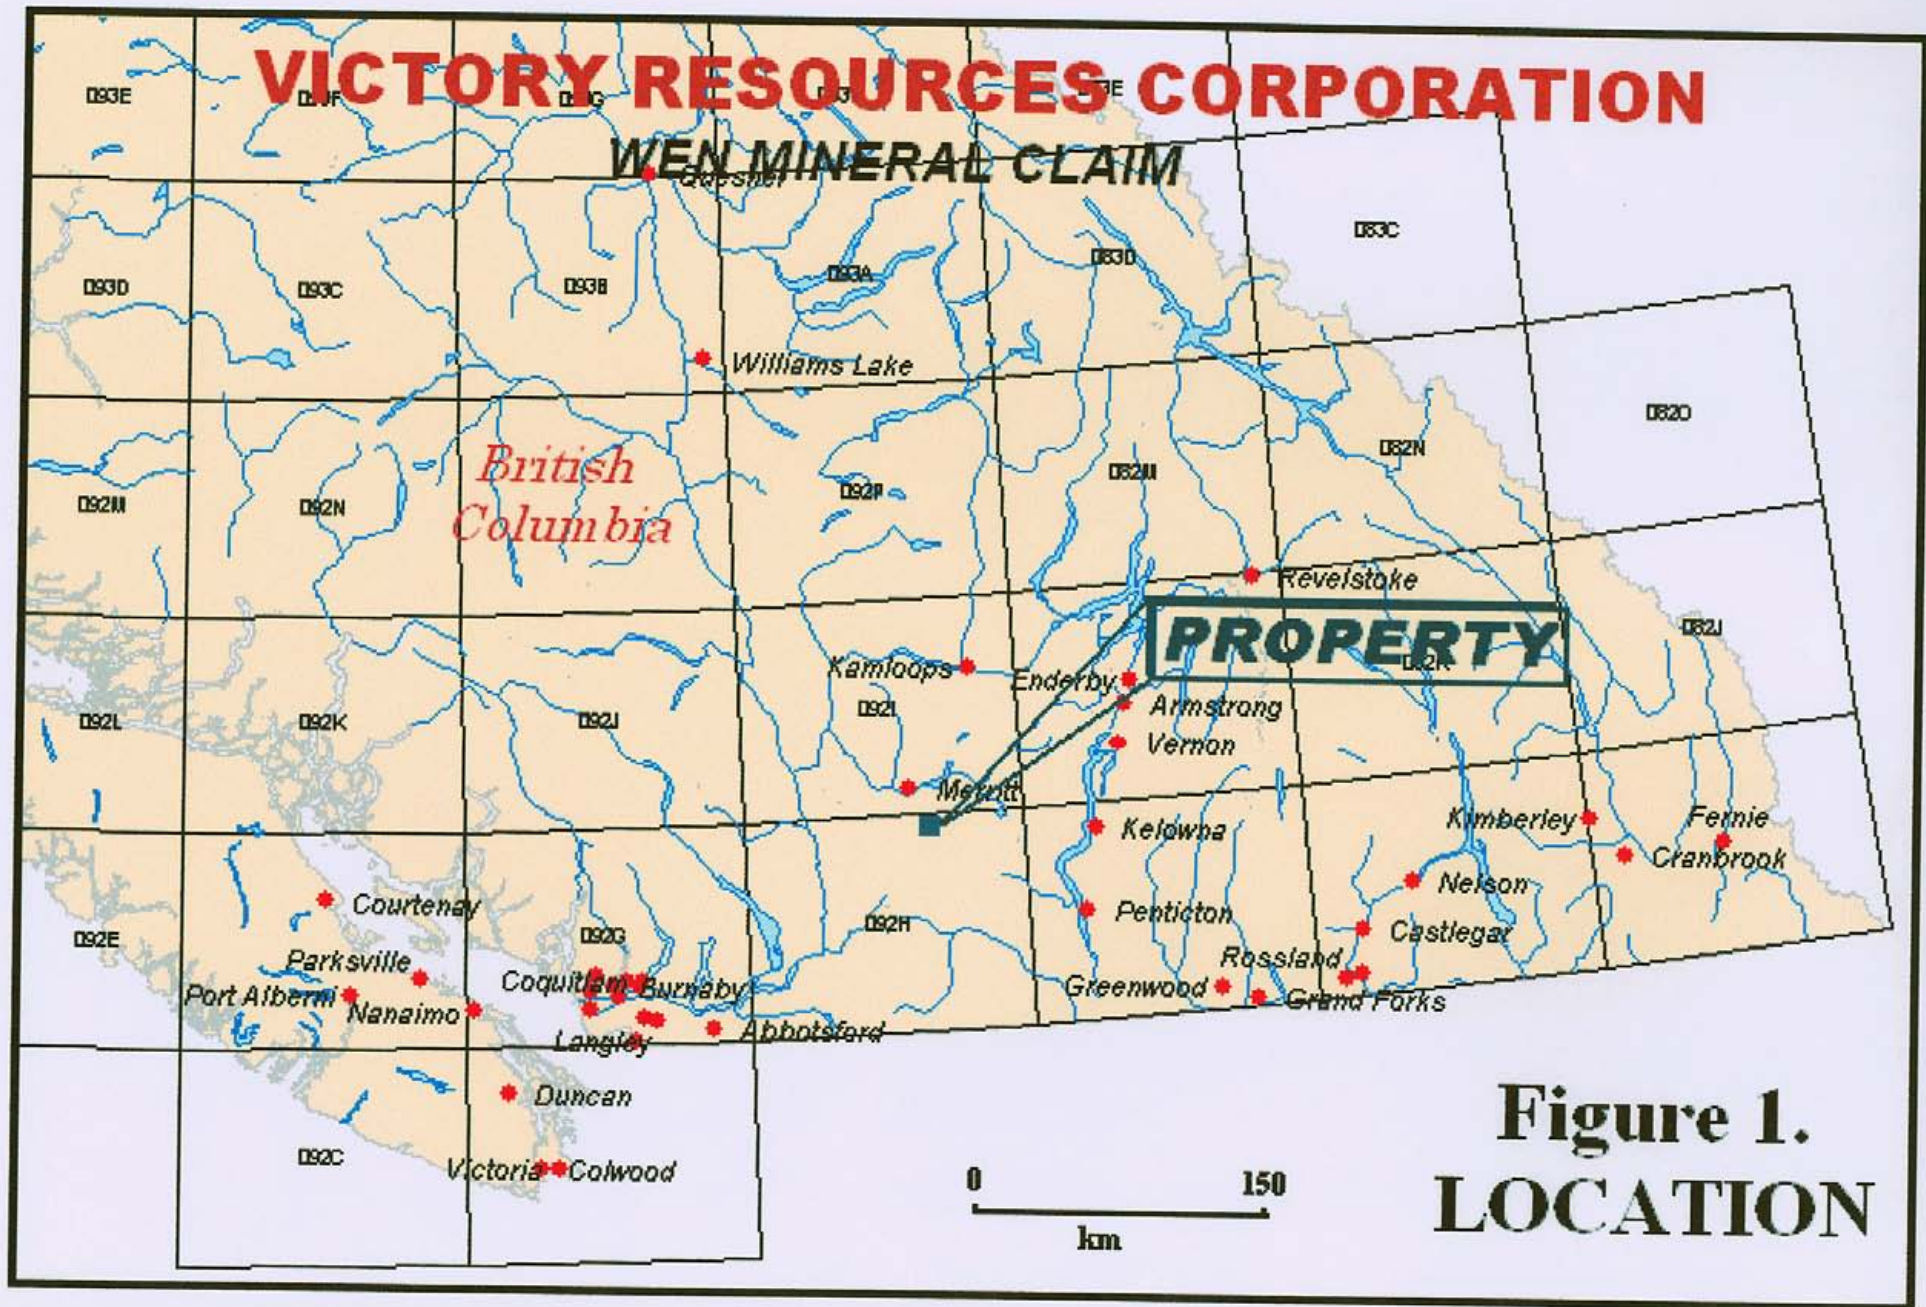 VICTORY RESOURCES CORPORATION
WEN MINERAL CLAIM
093E
093D
093C
093B
093A
083D
083C
Quesnel
Williams Lake
British
Columbia
092M
092N
092P
082M
082N
082O
Revelstoke
PROPERTY
Kamloops
Enderby
Armstrong
Vernon
082J
092L
092K
092J
092I
Merritt
Kelowna
Kimberley
Fernie
Cranbrook
Nelson
Courtenay
Penticton
Castlegar
092E
092G
092H
Parksville
Port Alberni
Nanaimo
Coquitlam
Burnaby
Rossland
Greenwood
Grand Forks
Langley
Abbotsford
Duncan
092C
Victoria
Colwood
0 150
km
Figure 1.
LOCATION